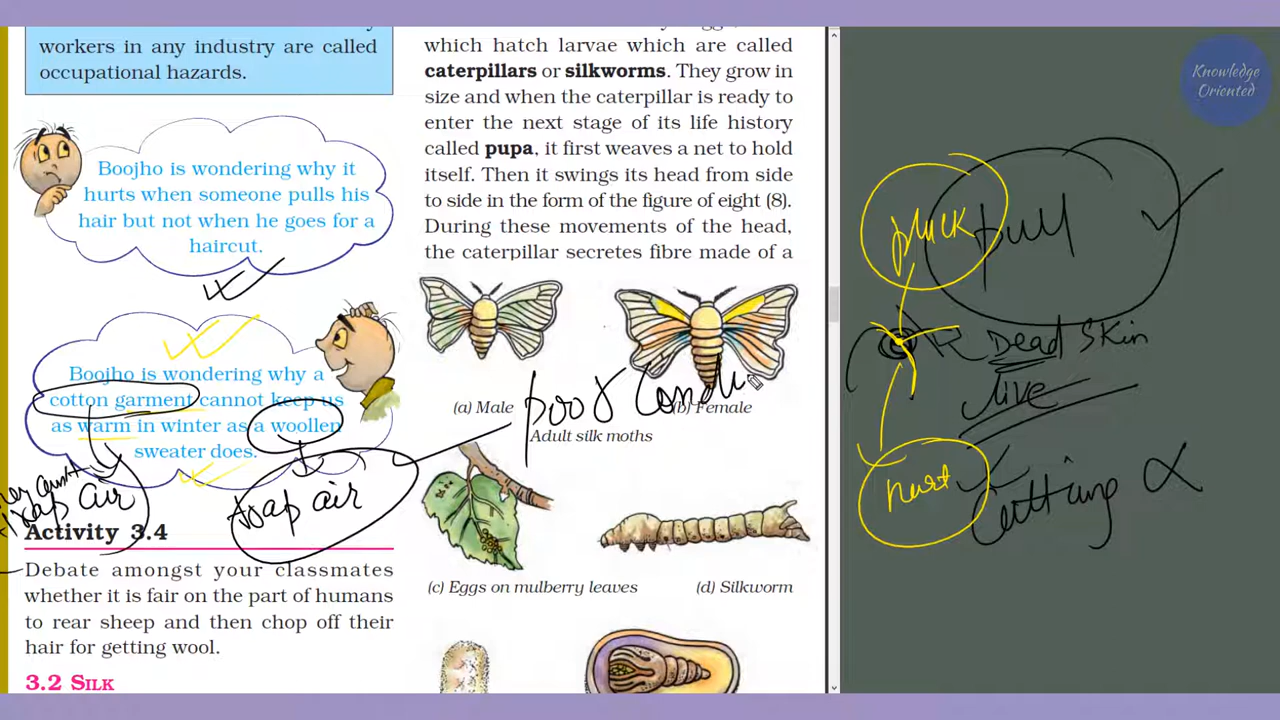 workers in any industry are called
occupational hazards.
Boojho is wondering why it
hurts when someone pulls his
hair but not when he goes for a
haircut.
Boojho is wondering why a
cotton garment cannot keep us
as warm in winter as a woollen
sweater does.
trap air
trap air
Activity 3.4
Debate amongst your classmates
whether it is fair on the part of humans
to rear sheep and then chop off their
hair for getting wool.
3.2 SILK
which hatch larvae which are called
caterpillars or silkworms. They grow in
size and when the caterpillar is ready to
enter the next stage of its life history
called pupa, it first weaves a net to hold
itself. Then it swings its head from side
to side in the form of the figure of eight (8).
During these movements of the head,
the caterpillar secretes fibre made of a
poor condu
(a) Male
(b) Female
Adult silk moths
(c) Eggs on mulberry leaves
(d) Silkworm
Knowledge
Oriented
pluck
pull
Dead skin
live
hurt
cutting